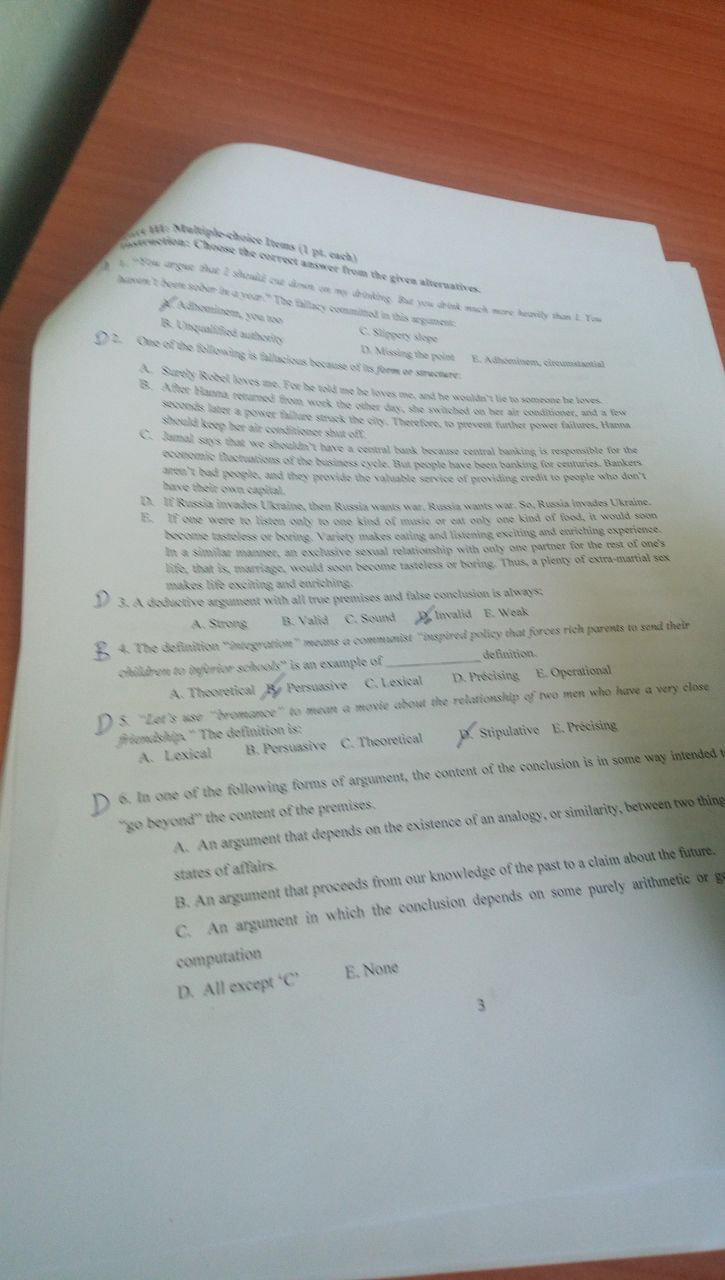 III: Multiple-choice Items (1 pt. each)
Instruction: Choose the correct answer from the given alternatives.
1. "You argue that I should cut down on my drinking. But you drink much more heavily than I. You
haven't been sober in a year." The fallacy committed in this argument:
A. Adhominem, you too
C. Slippery slope
B. Unqualified authority
D. Missing the point E. Adhominem, circumstantial
D 2. One of the following is fallacious because of its form or structure:
A. Surely Robel loves me. For he told me he loves me, and he wouldn't lie to someone he loves.
B. After Hanna returned from work the other day, she switched on her air conditioner, and a few
seconds later a power failure struck the city. Therefore, to prevent further power failures, Hanna
should keep her air conditioner shut off.
C. Jamal says that we shouldn't have a central bank because central banking is responsible for the
economic fluctuations of the business cycle. But people have been banking for centuries. Bankers
aren't bad people, and they provide the valuable service of providing credit to people who don't
have their own capital.
D. If Russia invades Ukraine, then Russia wants war. Russia wants war. So, Russia invades Ukraine.
E. If one were to listen only to one kind of music or eat only one kind of food, it would soon
become tasteless or boring. Variety makes eating and listening exciting and enriching experience.
In a similar manner, an exclusive sexual relationship with only one partner for the rest of one's
life, that is, marriage, would soon become tasteless or boring. Thus, a plenty of extra-martial sex
makes life exciting and enriching.
D 3. A deductive argument with all true premises and false conclusion is always:
A. Strong B. Valid C. Sound D. Invalid E. Weak
B 4. The definition "integration" means a communist "inspired policy that forces rich parents to send their
children to inferior schools" is an example of ____________ definition.
A. Theoretical B. Persuasive C. Lexical D. Précising E. Operational
D 5. "Let's use "bromance" to mean a movie about the relationship of two men who have a very close
friendship." The definition is:
A. Lexical B. Persuasive C. Theoretical D. Stipulative E. Précising
D 6. In one of the following forms of argument, the content of the conclusion is in some way intended t
"go beyond" the content of the premises.
A. An argument that depends on the existence of an analogy, or similarity, between two thing
states of affairs.
B. An argument that proceeds from our knowledge of the past to a claim about the future.
C. An argument in which the conclusion depends on some purely arithmetic or ge
computation
D. All except 'C' E. None
3